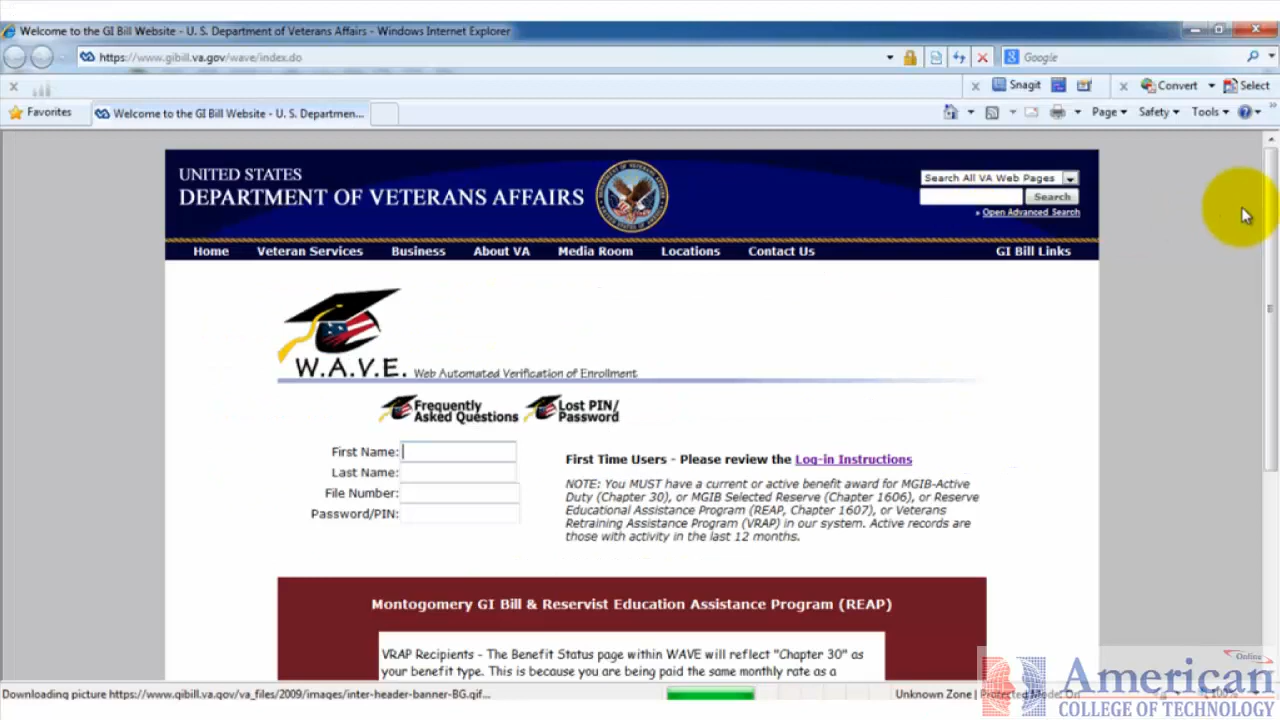 Welcome to the GI Bill Website - U. S. Department of Veterans Affairs - Windows Internet Explorer
https://www.gibill.va.gov/wave/index.do
Google
Snagit
Convert
Select
Favorites
Welcome to the GI Bill Website - U. S. Departmen...
Page
Safety
Tools
UNITED STATES
DEPARTMENT OF VETERANS AFFAIRS
Search All VA Web Pages
Search
» Open Advanced Search
Home Veteran Services Business About VA Media Room Locations Contact Us GI Bill Links
W.A.V.E. Web Automated Verification of Enrollment
Frequently
Asked Questions
Lost PIN/
Password
First Name:
Last Name:
File Number:
Password/PIN:
First Time Users - Please review the Log-in Instructions
NOTE: You MUST have a current or active benefit award for MGIB-Active
Duty (Chapter 30), or MGIB Selected Reserve (Chapter 1606), or Reserve
Educational Assistance Program (REAP, Chapter 1607), or Veterans
Retraining Assistance Program (VRAP) in our system. Active records are
those with activity in the last 12 months.
Montogomery GI Bill & Reservist Education Assistance Program (REAP)
VRAP Recipients - The Benefit Status page within WAVE will reflect "Chapter 30" as
your benefit type. This is because you are being paid the same monthly rate as a
Downloading picture https://www.gibill.va.gov/va_files/2009/images/inter-header-banner-BG.gif...
Unknown Zone | Protected Mode: On
100%
Online
American
COLLEGE OF TECHNOLOGY